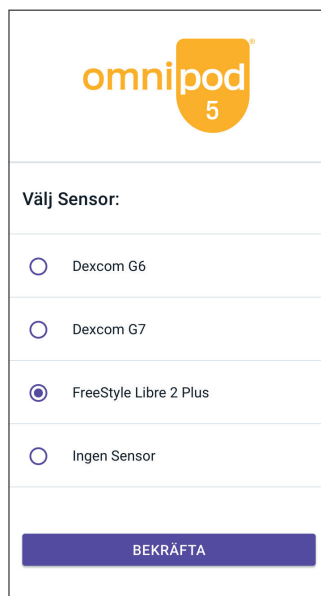 omnipod®
5
Välj Sensor:
Dexcom G6
Dexcom G7
FreeStyle Libre 2 Plus
Ingen Sensor
BEKRÄFTA